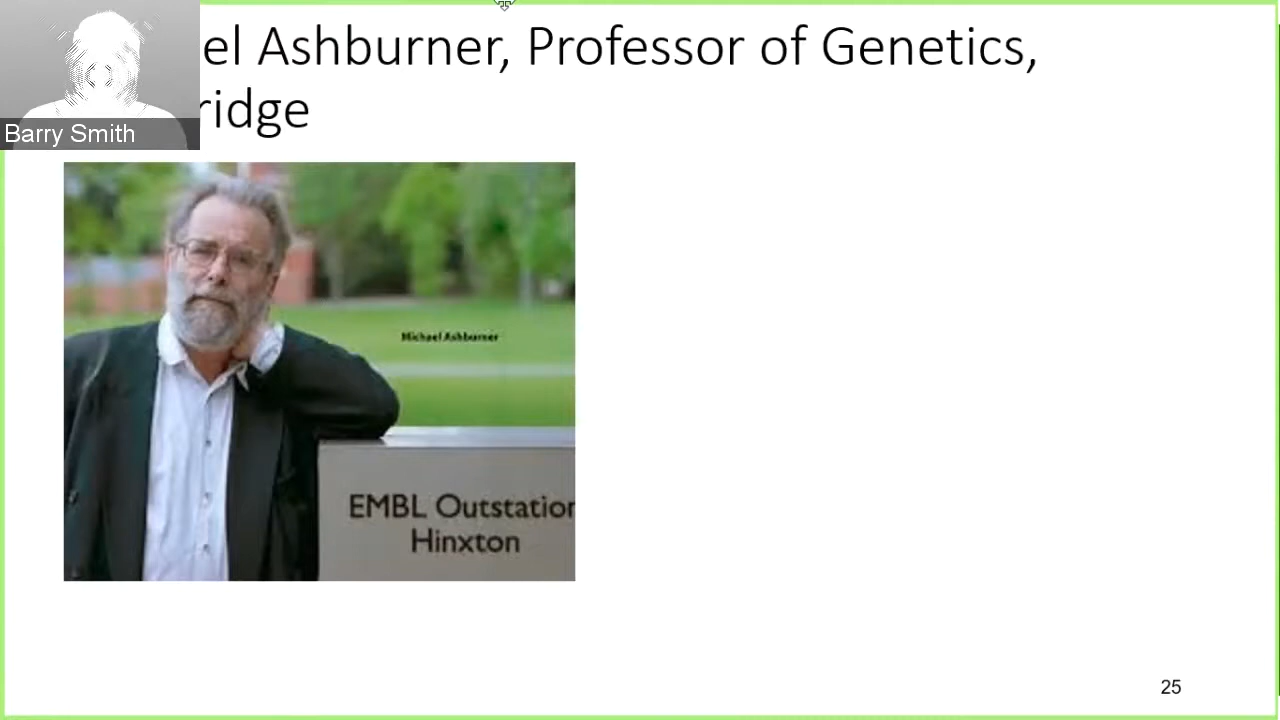 el Ashburner, Professor of Genetics,
ridge
Barry Smith
Michael Ashburner
EMBL Outstation
Hinxton
25